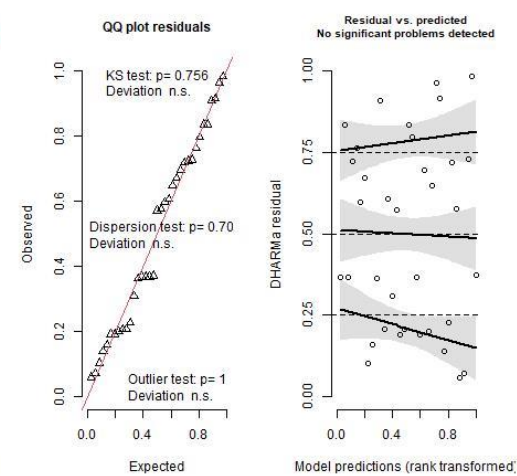 QQ plot residuals
KS test: p= 0.756
Deviation n.s.
Dispersion test: p= 0.70
Deviation n.s.
Outlier test: p= 1
Deviation n.s.
Observed
0.0 0.2 0.4 0.6 0.8 1.0
0.0 0.4 0.8
Expected
Residual vs. predicted
No significant problems detected
DHARMa residual
0.00 0.25 0.50 0.75 1.00
0.0 0.4 0.8
Model predictions (rank transformed)